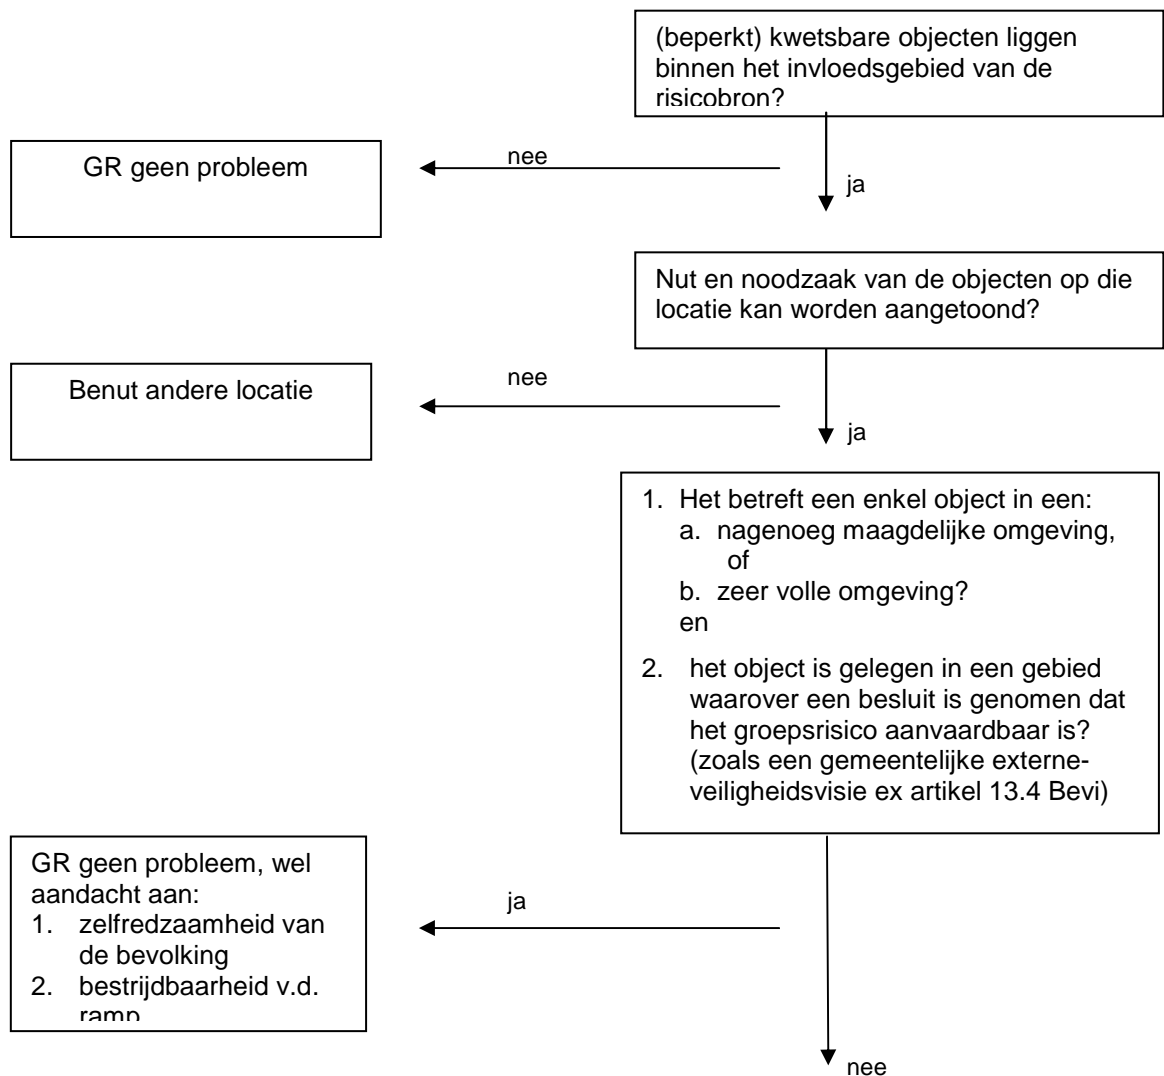 (beperkt) kwetsbare objecten liggen
binnen het invloedsgebied van de
risicobron?
nee
GR geen probleem
ja
Nut en noodzaak van de objecten op die
locatie kan worden aangetoond?
nee
Benut andere locatie
ja
1. Het betreft een enkel object in een:
a. nagenoeg maagdelijke omgeving,
of
b. zeer volle omgeving?
en
2. het object is gelegen in een gebied
waarover een besluit is genomen dat
het groepsrisico aanvaardbaar is?
(zoals een gemeentelijke externe-
veiligheidsvisie ex artikel 13.4 Bevi)
GR geen probleem, wel
aandacht aan:
1. zelfredzaamheid van
de bevolking
2. bestrijdbaarheid v.d.
ramp
ja
nee